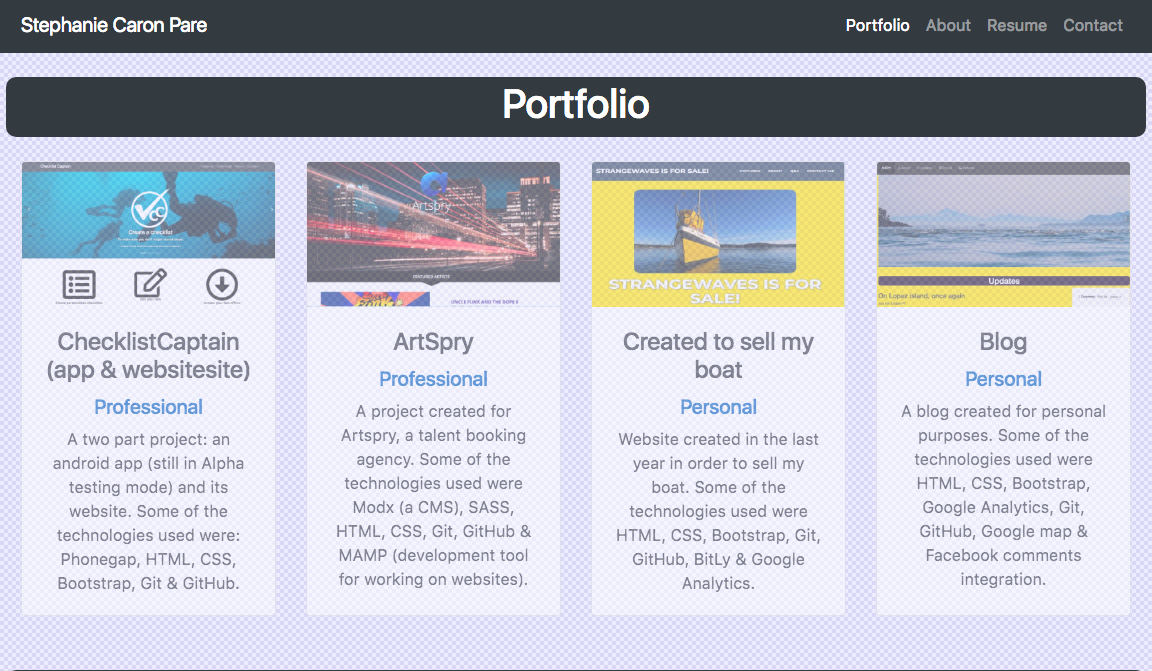 Stephanie Caron Pare
Portfolio About Resume Contact
Portfolio
Checklist Captain
Create a checklist
ChecklistCaptain
(app & websitesite)
Professional
A two part project: an
android app (still in Alpha
testing mode) and its
website. Some of the
technologies used were:
Phonegap, HTML, CSS,
Bootstrap, Git & GitHub.
Artspry
FEATURED ARTISTS
UNCLE FUNK AND THE DOPE 6
ArtSpry
Professional
A project created for
Artspry, a talent booking
agency. Some of the
technologies used were
Modx (a CMS), SASS,
HTML, CSS, Git, GitHub &
MAMP (development tool
for working on websites).
STRANGEWAVES IS FOR SALE!
STRANGEWAVES IS FOR
SALE!
Created to sell my
boat
Personal
Website created in the last
year in order to sell my
boat. Some of the
technologies used were
HTML, CSS, Bootstrap, Git,
GitHub, BitLy & Google
Analytics.
Updates
On Lopez Island, once again
Blog
Personal
A blog created for personal
purposes. Some of the
technologies used were
HTML, CSS, Bootstrap,
Google Analytics, Git,
GitHub, Google map &
Facebook comments
integration.